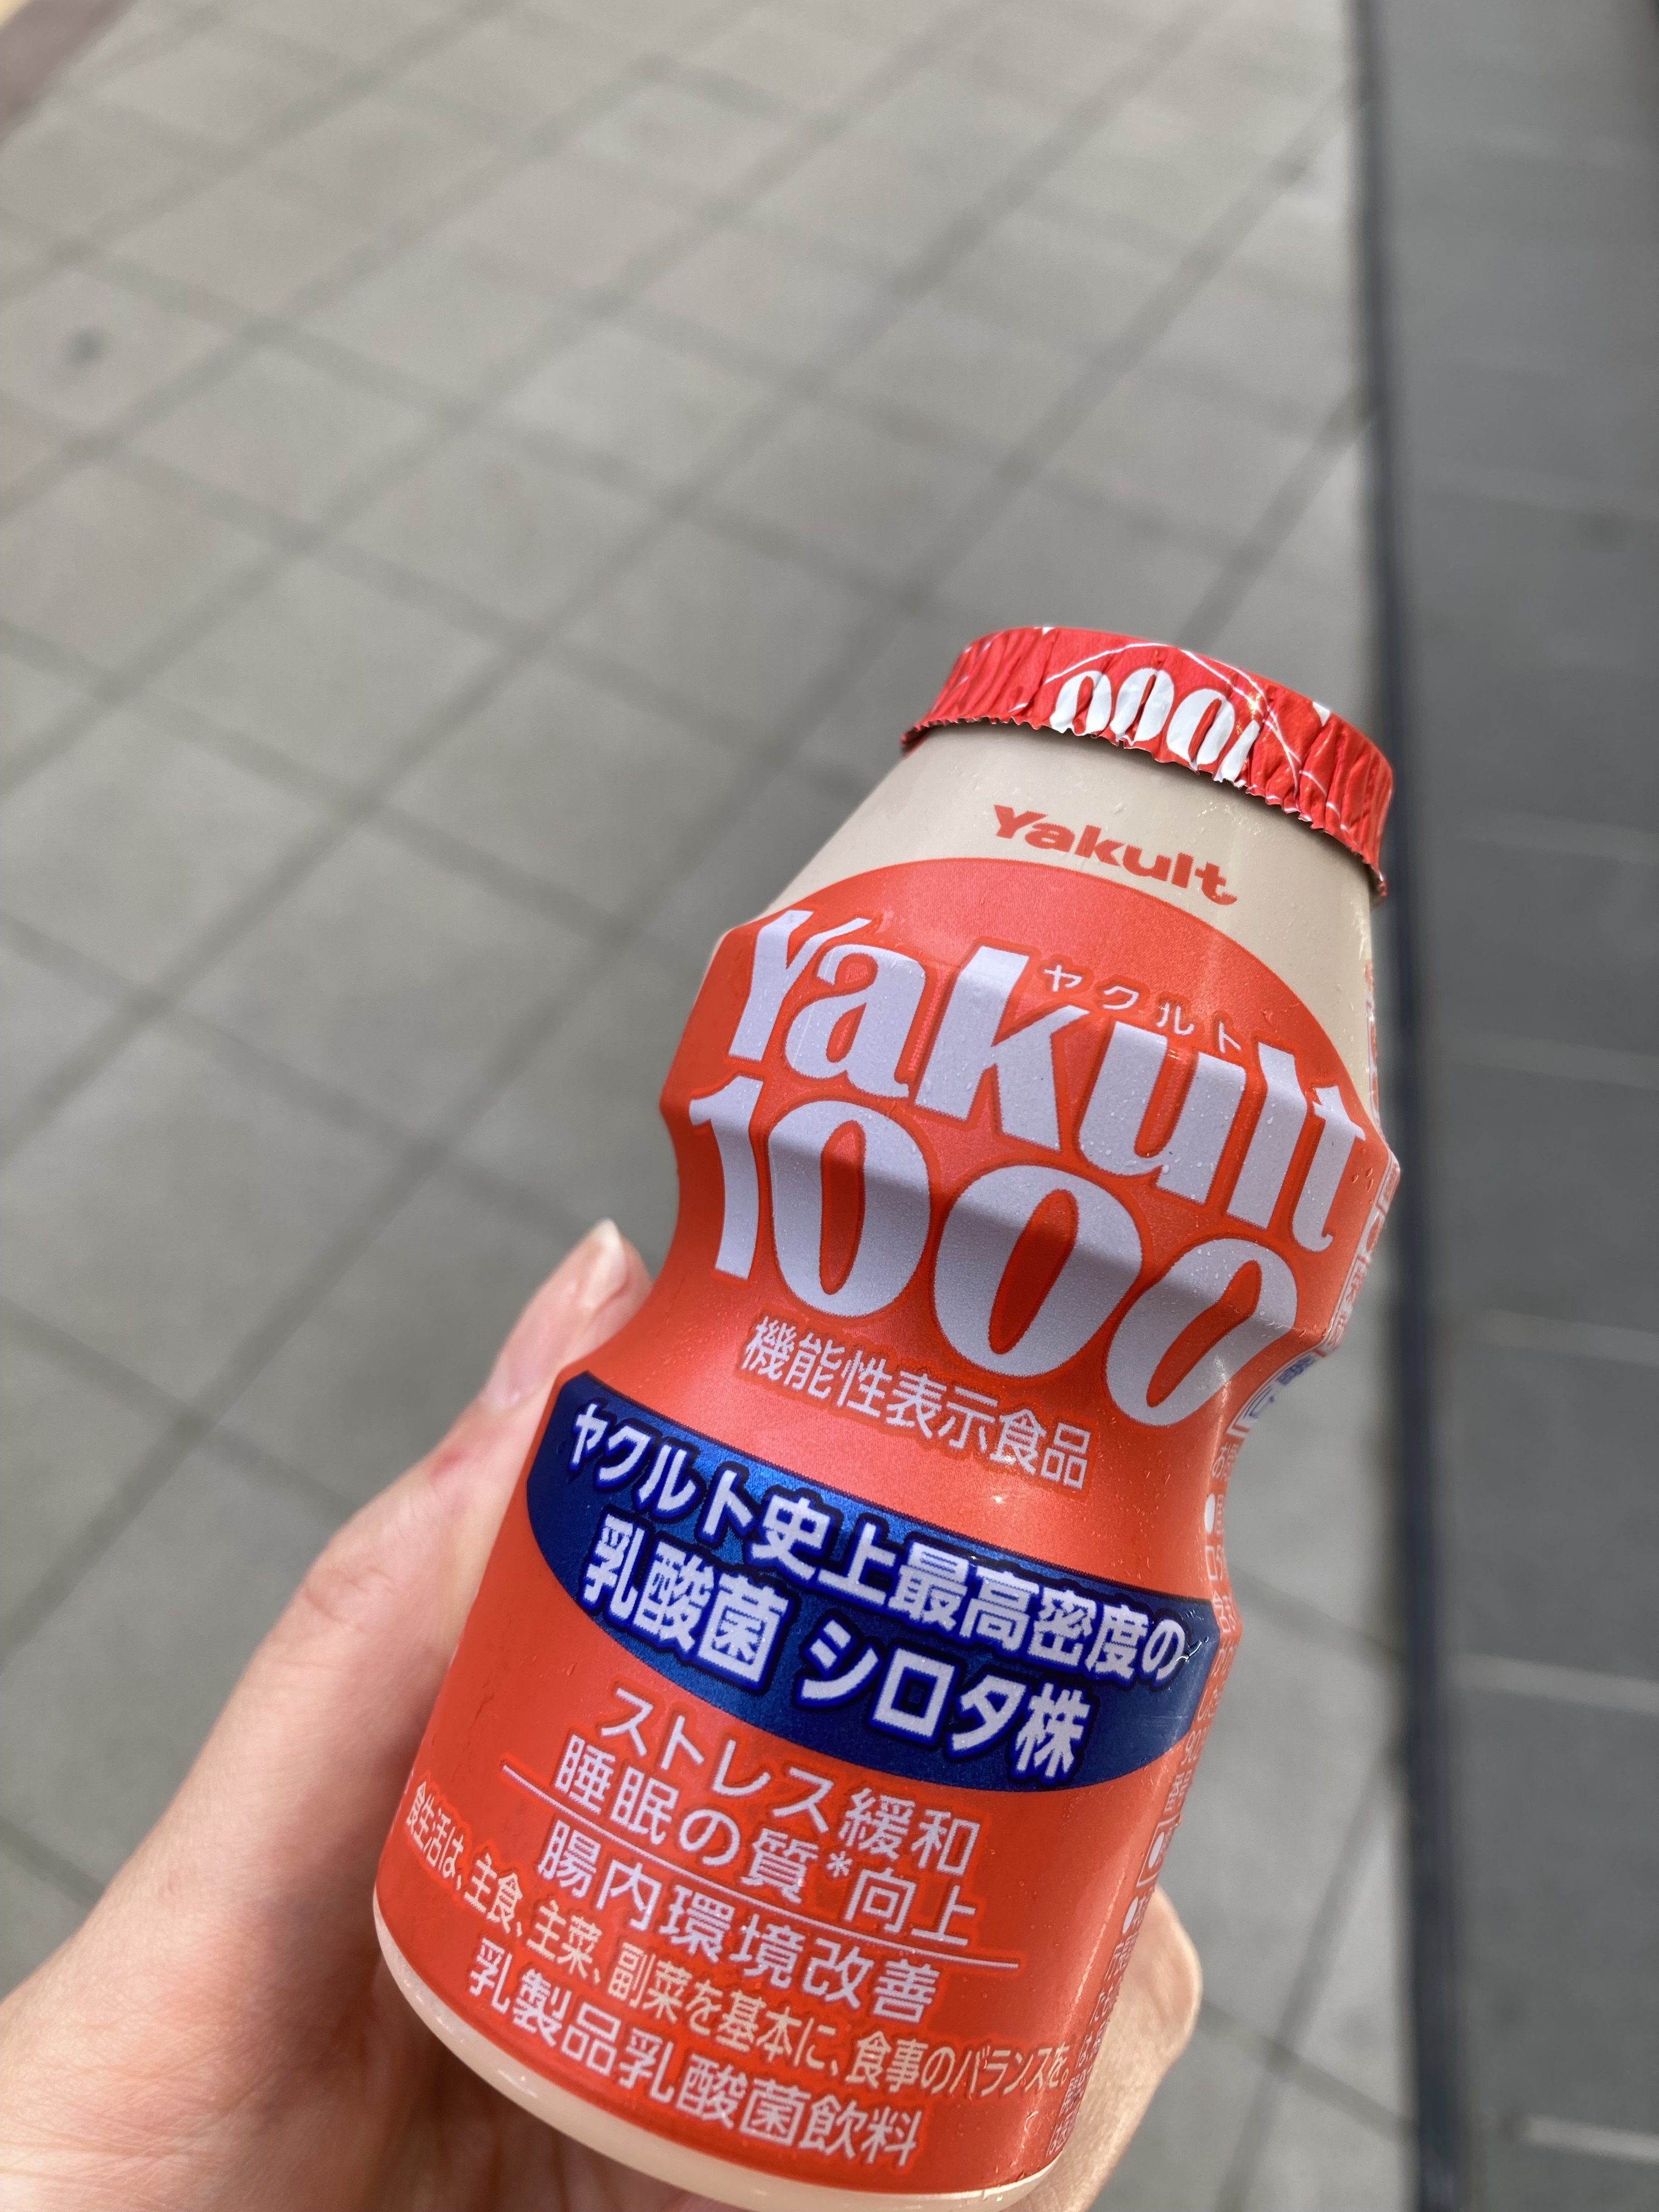 Yakult
ヤクルト
Yakult
1000
機能性表示食品
ヤクルト史上最高密度の
乳酸菌 シロタ株
ストレス緩和
睡眠の質*向上
腸内環境改善
食生活は、主食、主菜、副菜を基本に、食事のバランスを。
乳製品乳酸菌飲料